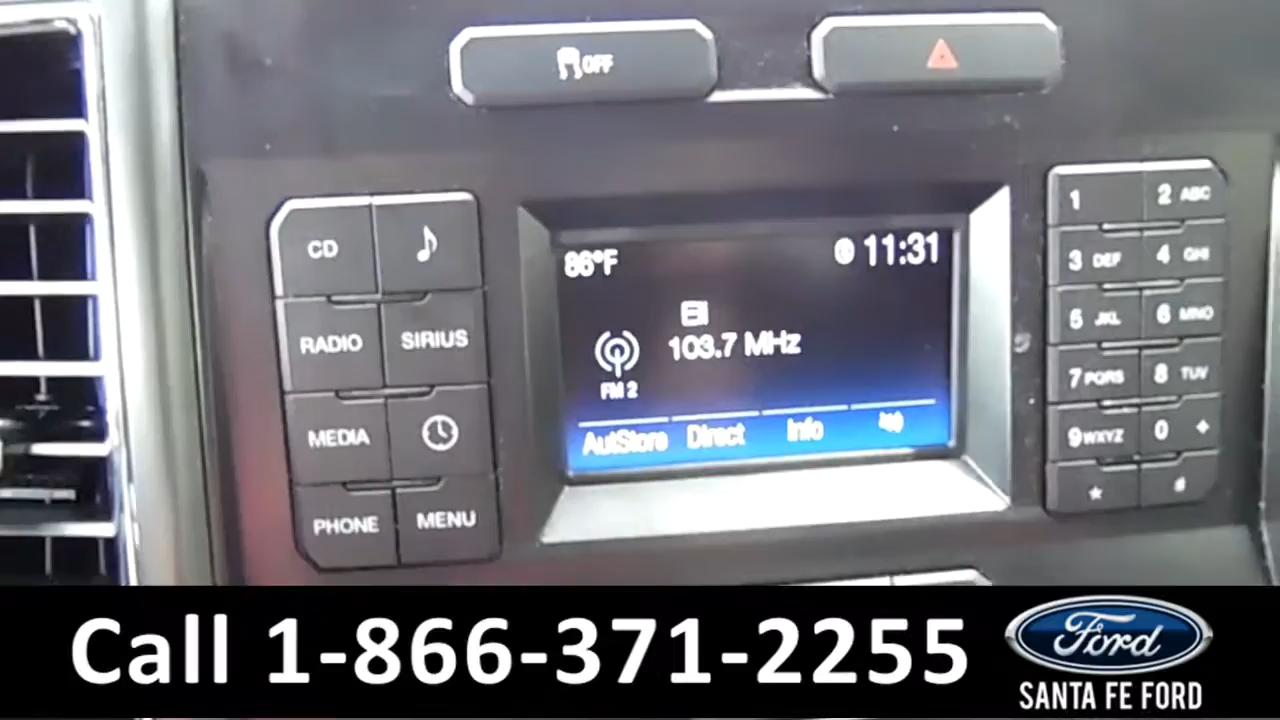 OFF
CD
RADIO SIRIUS
MEDIA
PHONE MENU
86°F 11:31
103.7 MHz
FM 2
AutStore Direct Info
1 2 ABC
3 DEF 4 GHI
5 JKL 6 MNO
7 PQRS 8 TUV
9 WXYZ 0 +
* #
Call 1-866-371-2255
Ford
SANTA FE FORD